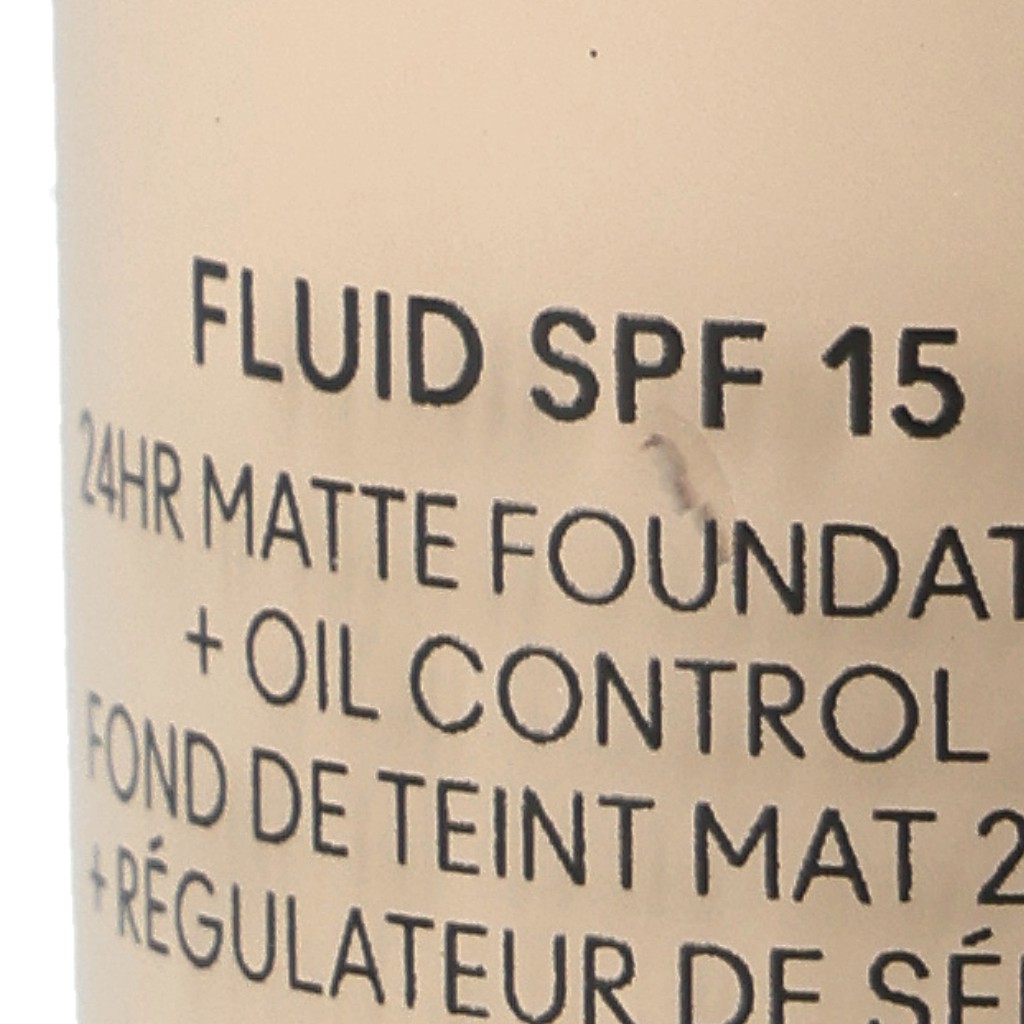 FLUID SPF 15
24HR MATTE FOUNDAT
+ OIL CONTROL
FOND DE TEINT MAT 2
+ RÉGULATEUR DE SÉ